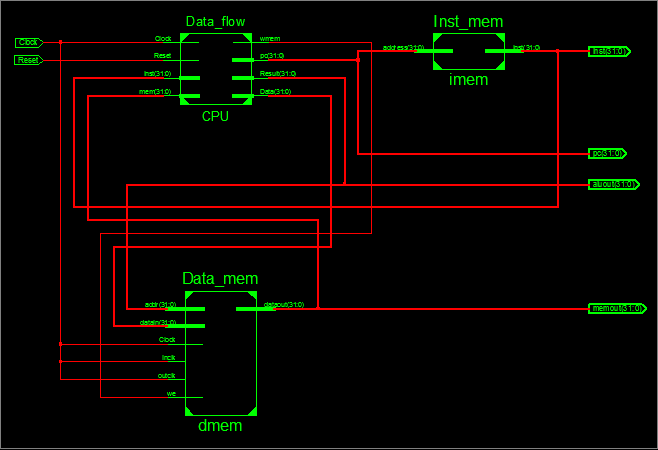 Data_flow
Inst_mem
Clock
Reset
Clock
Reset
inst(31:0)
mem(31:0)
wmem
pc(31:0)
Result(31:0)
Data(31:0)
CPU
address(31:0)
inst(31:0)
imem
inst(31:0)
pc(31:0)
aluout(31:0)
Data_mem
addr(31:0)
datain(31:0)
Clock
inclk
outclk
we
dataout(31:0)
memout(31:0)
dmem